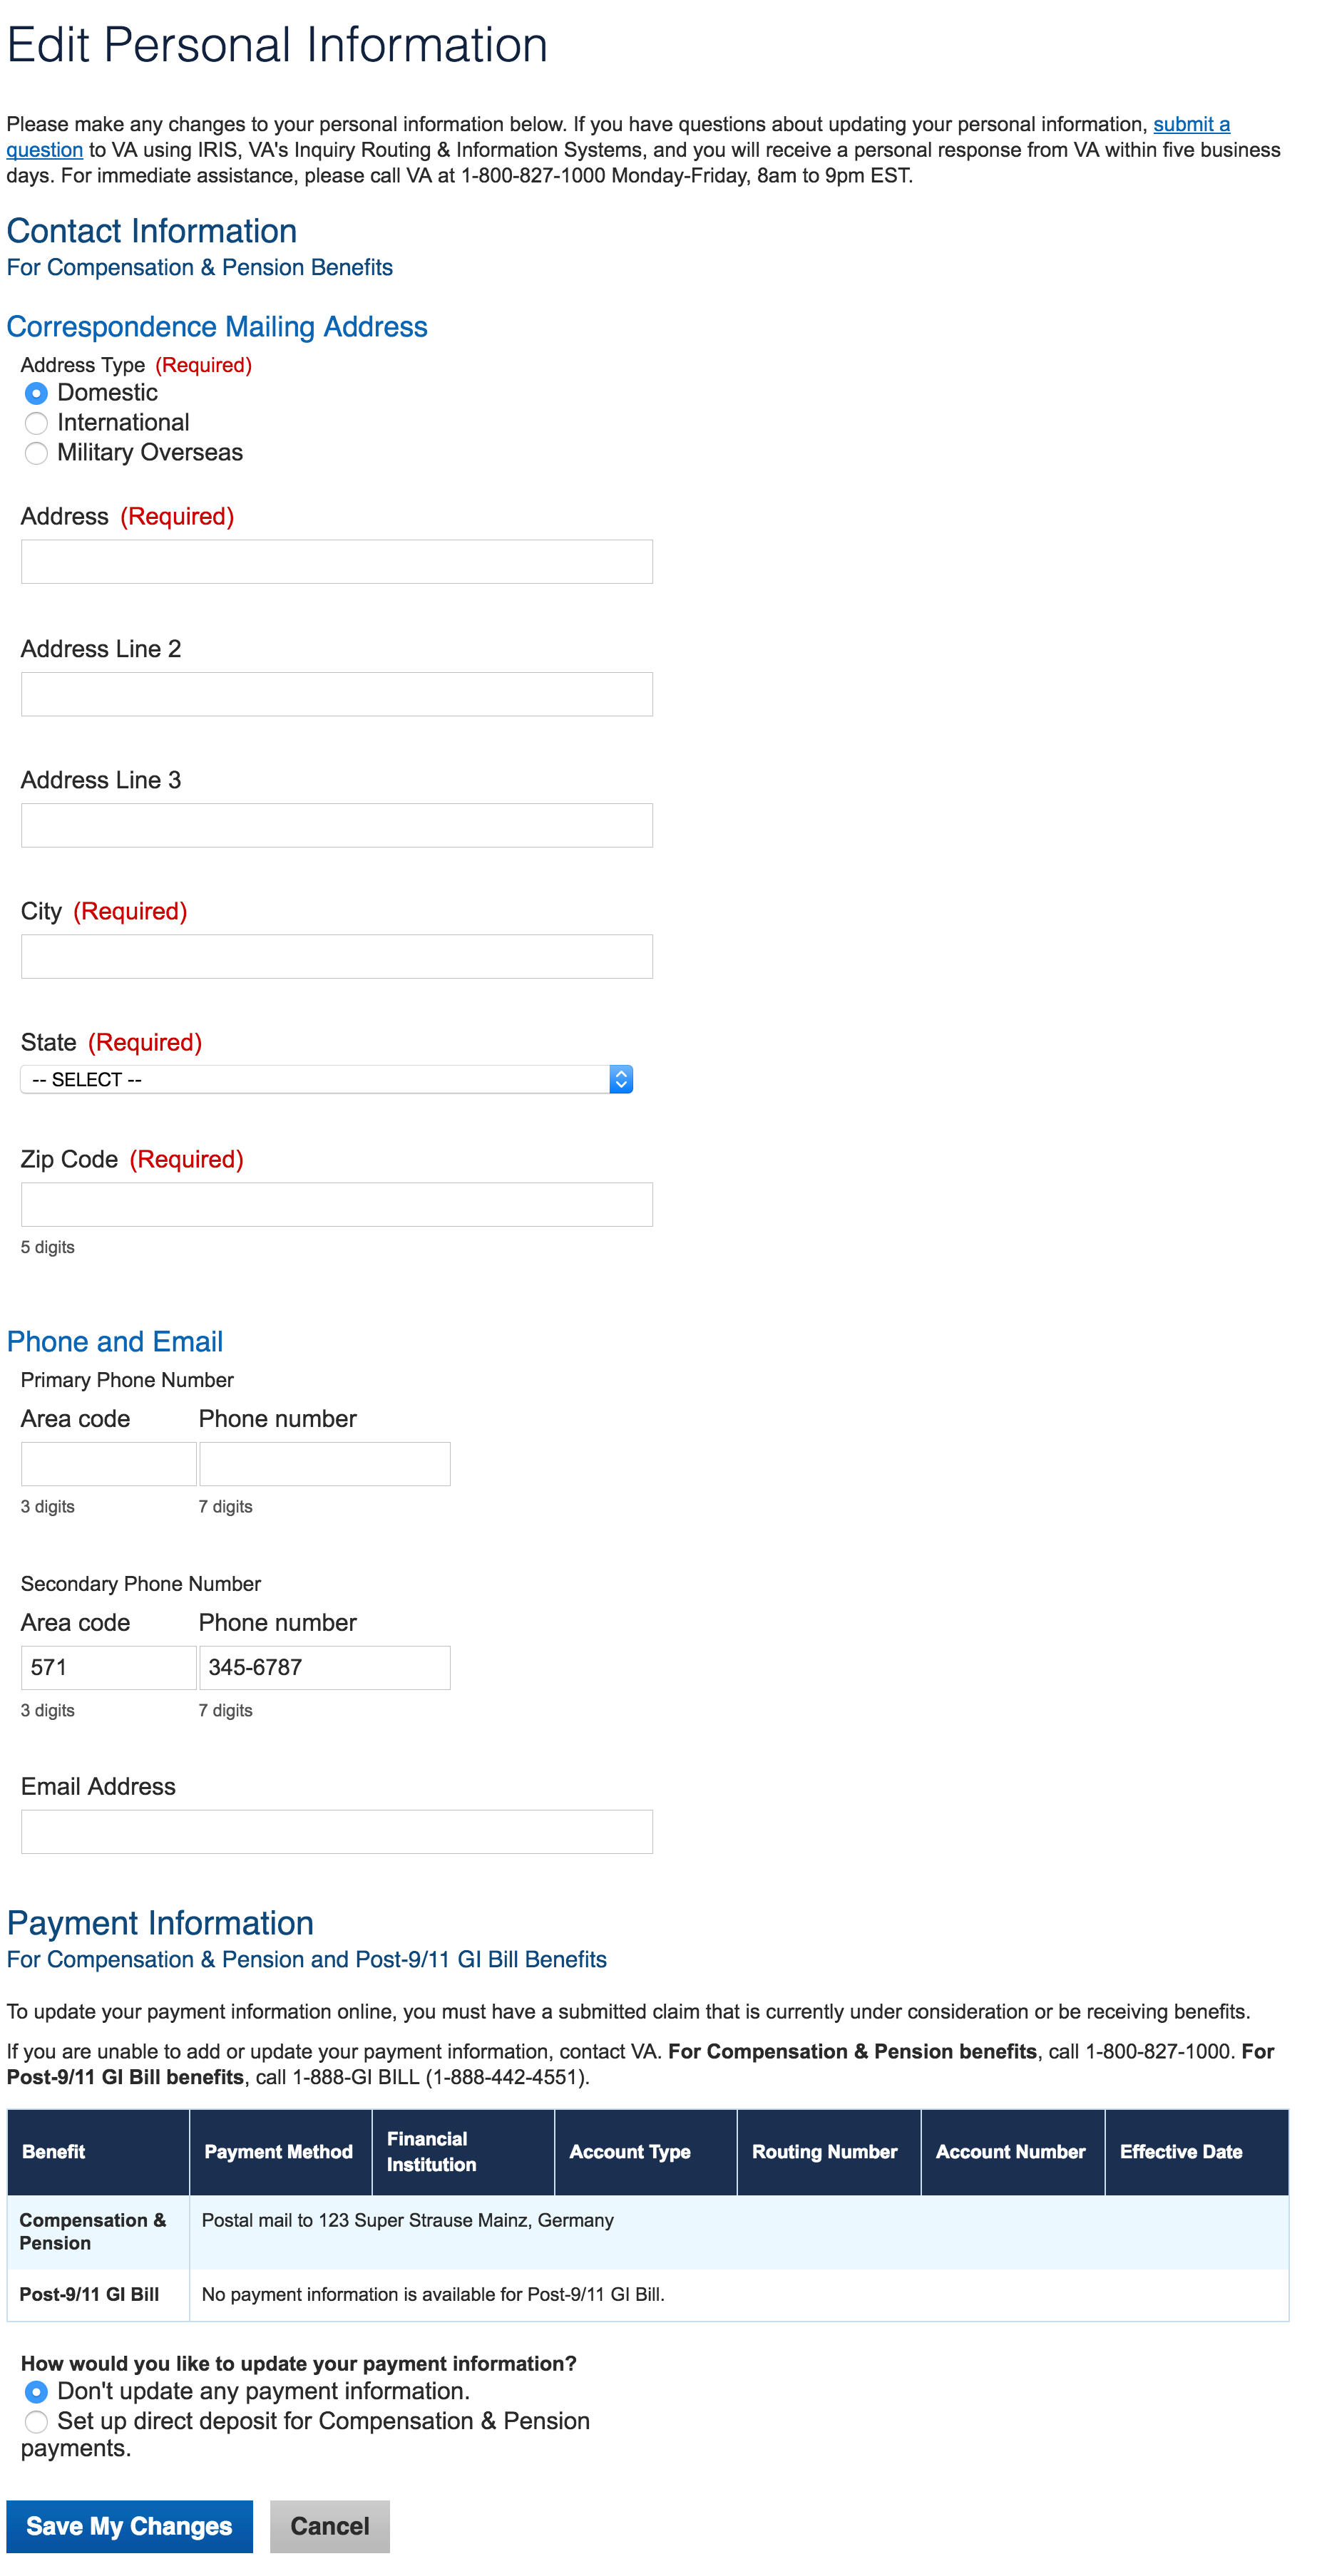 Edit Personal Information
Please make any changes to your personal information below. If you have questions about updating your personal information, submit a
question to VA using IRIS, VA's Inquiry Routing & Information Systems, and you will receive a personal response from VA within five business
days. For immediate assistance, please call VA at 1-800-827-1000 Monday-Friday, 8am to 9pm EST.
Contact Information
For Compensation & Pension Benefits
Correspondence Mailing Address
Address Type (Required)
Domestic
International
Military Overseas
Address (Required)
Address Line 2
Address Line 3
City (Required)
State (Required)
-- SELECT --
Zip Code (Required)
5 digits
Phone and Email
Primary Phone Number
Area code Phone number
3 digits 7 digits
Secondary Phone Number
Area code Phone number
571 345-6787
3 digits 7 digits
Email Address
Payment Information
For Compensation & Pension and Post-9/11 GI Bill Benefits
To update your payment information online, you must have a submitted claim that is currently under consideration or be receiving benefits.
If you are unable to add or update your payment information, contact VA. For Compensation & Pension benefits, call 1-800-827-1000. For
Post-9/11 GI Bill benefits, call 1-888-GI BILL (1-888-442-4551).
Benefit Payment Method Financial Institution Account Type Routing Number Account Number Effective Date
Compensation & Pension Postal mail to 123 Super Strause Mainz, Germany
Post-9/11 GI Bill No payment information is available for Post-9/11 GI Bill.
How would you like to update your payment information?
Don't update any payment information.
Set up direct deposit for Compensation & Pension
payments.
Save My Changes Cancel